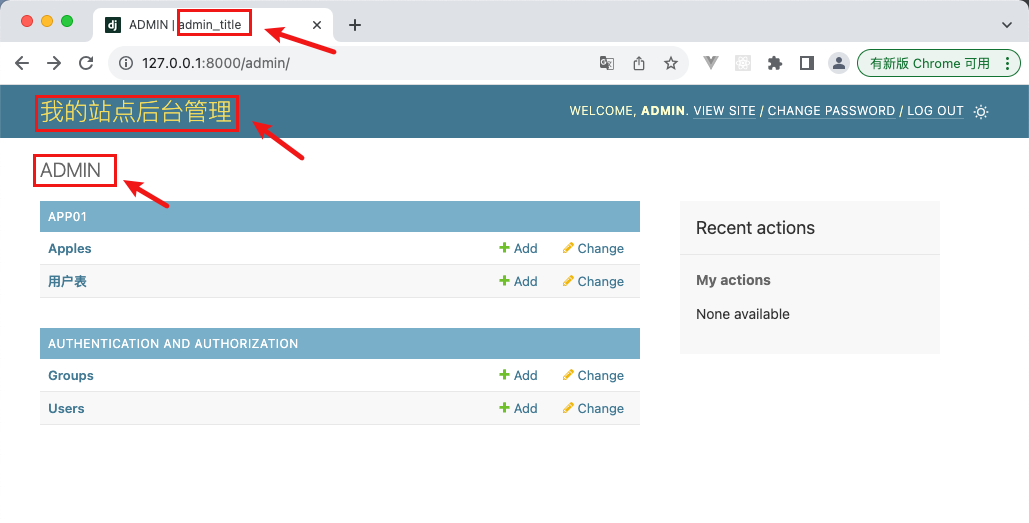 dj ADMIN | admin_title
127.0.0.1:8000/admin/
有新版 Chrome 可用
我的站点后台管理
WELCOME, ADMIN. VIEW SITE / CHANGE PASSWORD / LOG OUT
ADMIN
APP01
Apples Add Change
用户表 Add Change
AUTHENTICATION AND AUTHORIZATION
Groups Add Change
Users Add Change
Recent actions
My actions
None available